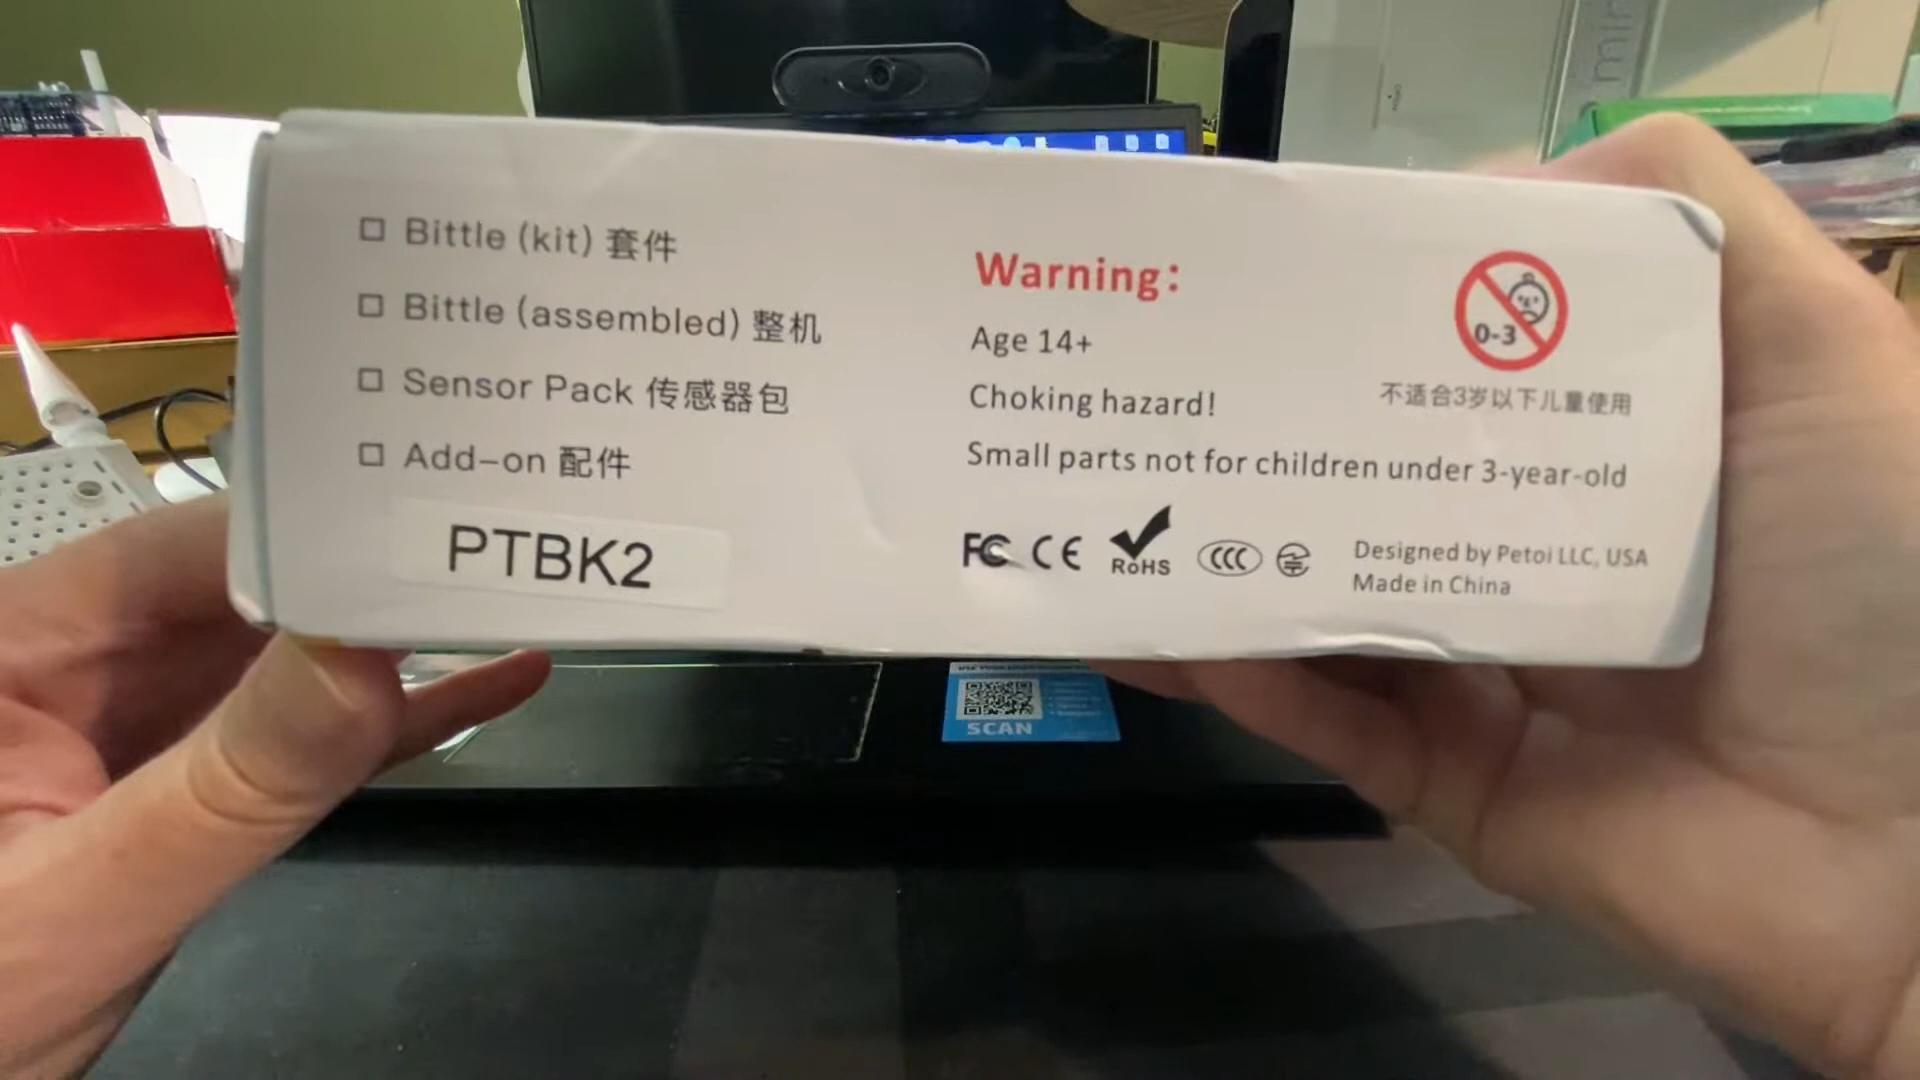 Bittle (kit) 套件
Bittle (assembled) 整机
Sensor Pack 传感器包
Add-on 配件
PTBK2
Warning:
Age 14+
Choking hazard!
Small parts not for children under 3-year-old
0-3
不适合3岁以下儿童使用
FC CE RoHS CCC
Designed by Petoi LLC, USA
Made in China
SCAN
min